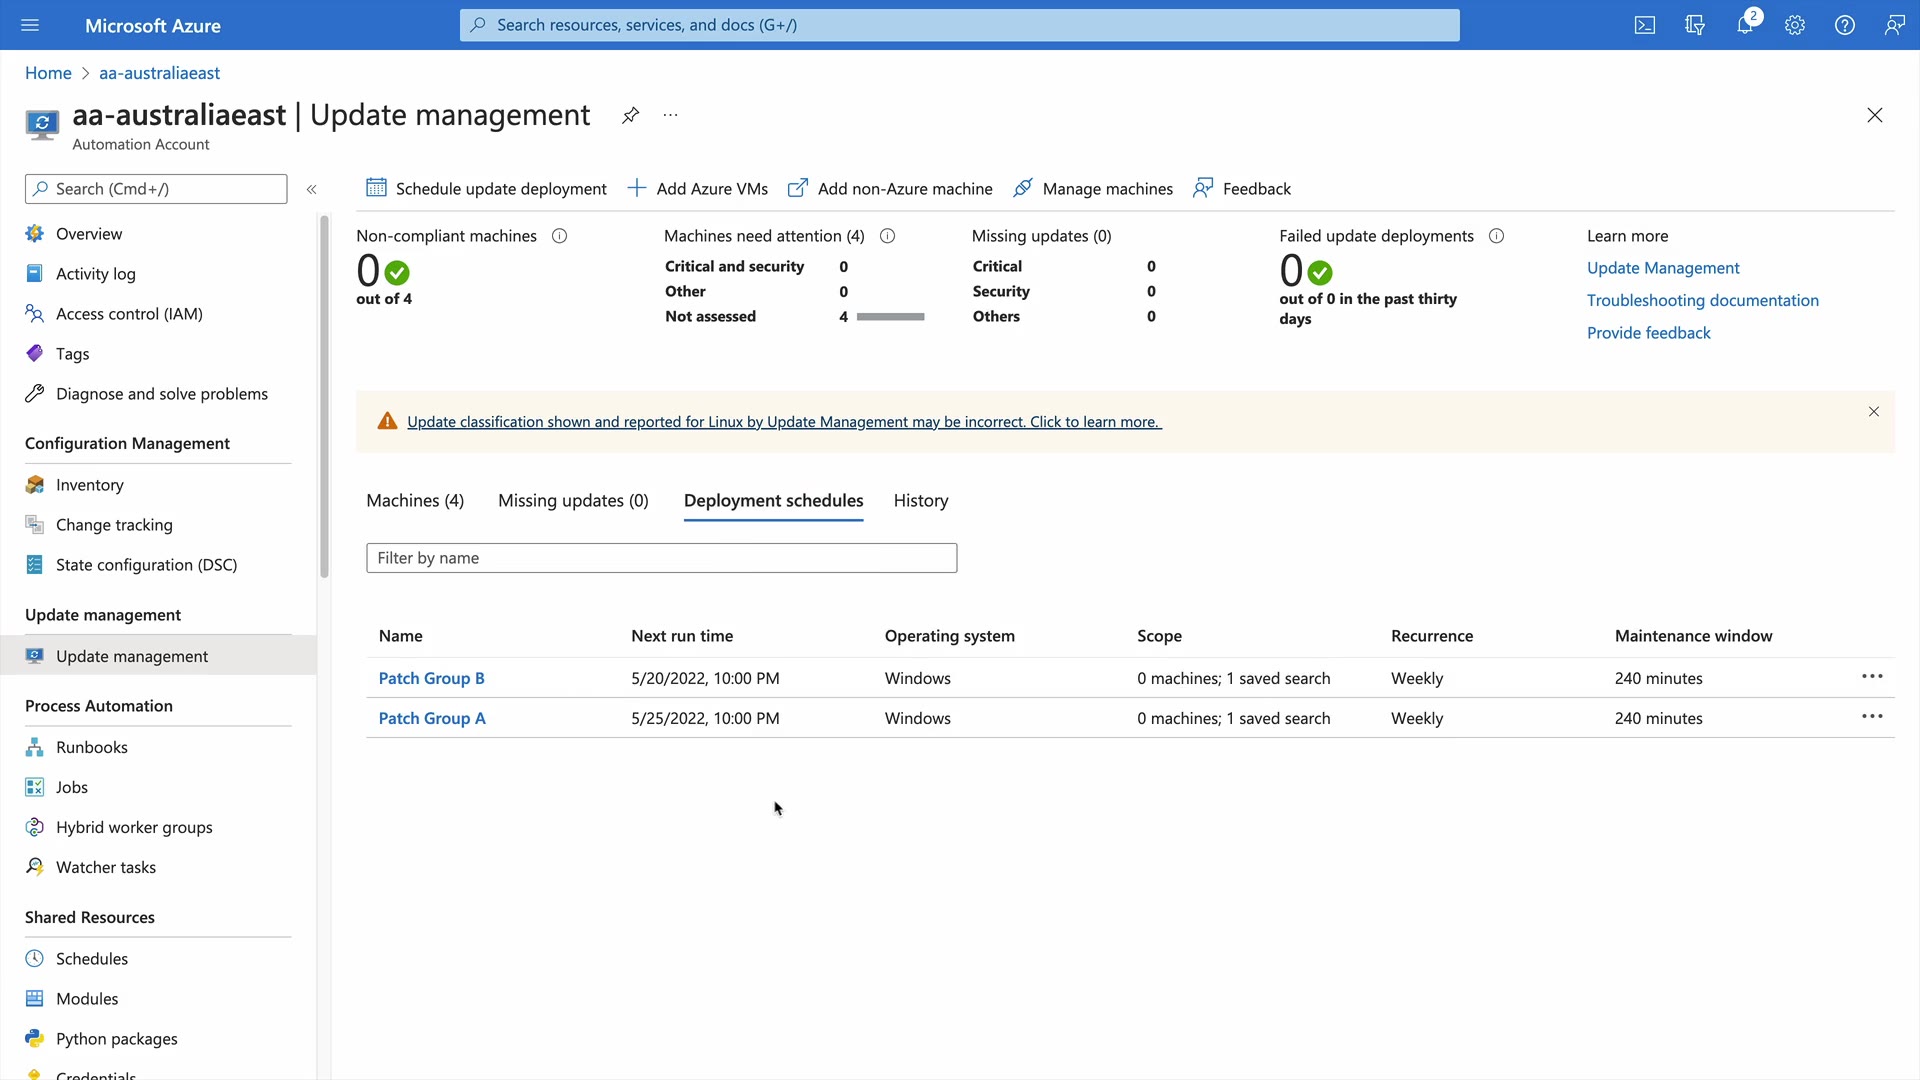 Microsoft Azure
Search resources, services, and docs (G+/)
2
Home > aa-australiaeast
aa-australiaeast | Update management
...
Automation Account
Search (Cmd+/)
«
Overview
Activity log
Access control (IAM)
Tags
Diagnose and solve problems
Configuration Management
Inventory
Change tracking
State configuration (DSC)
Update management
Update management
Process Automation
Runbooks
Jobs
Hybrid worker groups
Watcher tasks
Shared Resources
Schedules
Modules
Python packages
Credentials
Schedule update deployment
Add Azure VMs
Add non-Azure machine
Manage machines
Feedback
Non-compliant machines
0
out of 4
Machines need attention (4)
Critical and security 0
Other 0
Not assessed 4
Missing updates (0)
Critical 0
Security 0
Others 0
Failed update deployments
0
out of 0 in the past thirty
days
Learn more
Update Management
Troubleshooting documentation
Provide feedback
Update classification shown and reported for Linux by Update Management may be incorrect. Click to learn more.
Machines (4) Missing updates (0) Deployment schedules History
Filter by name
Name Next run time Operating system Scope Recurrence Maintenance window
Patch Group B 5/20/2022, 10:00 PM Windows 0 machines; 1 saved search Weekly 240 minutes ...
Patch Group A 5/25/2022, 10:00 PM Windows 0 machines; 1 saved search Weekly 240 minutes ...